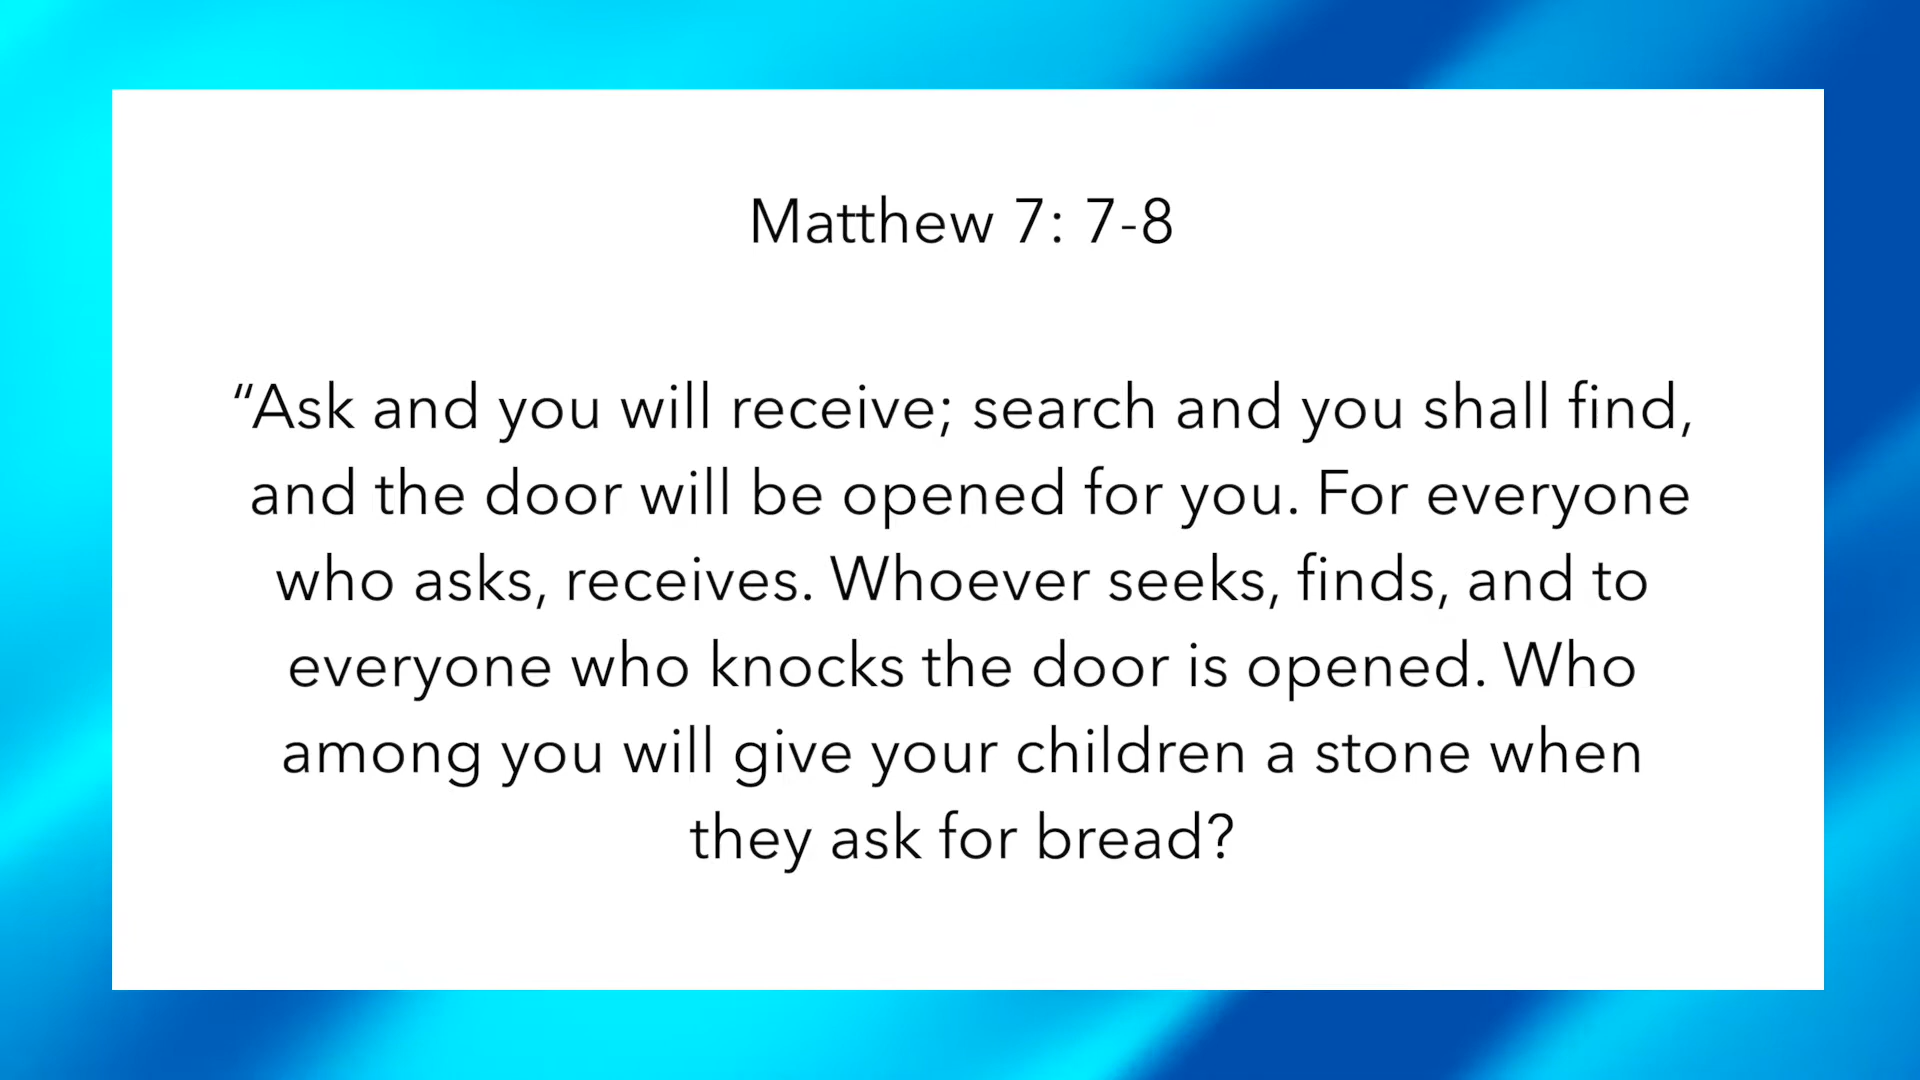 Matthew 7: 7-8
“Ask and you will receive; search and you shall find,
and the door will be opened for you. For everyone
who asks, receives. Whoever seeks, finds, and to
everyone who knocks the door is opened. Who
among you will give your children a stone when
they ask for bread?